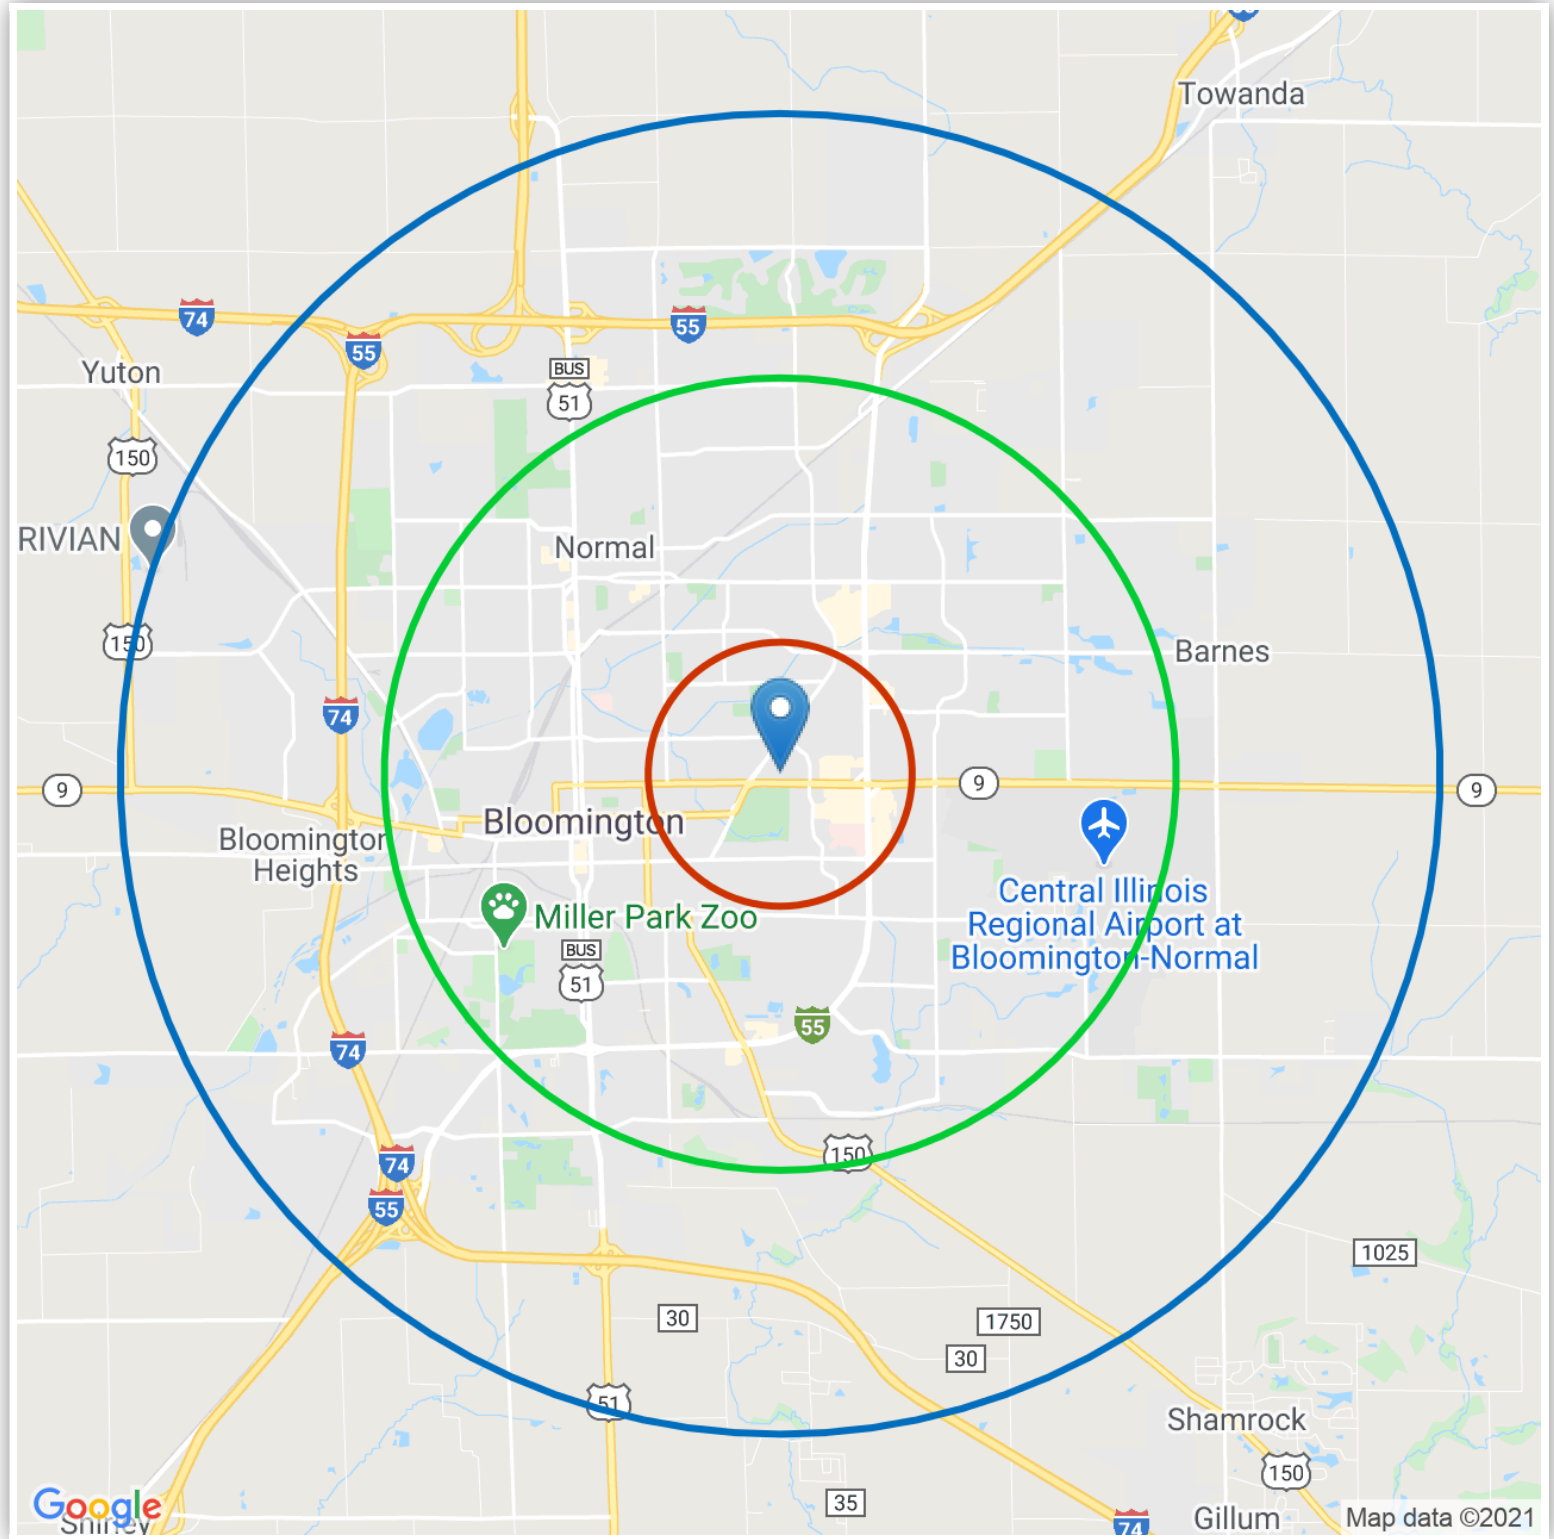 Towanda
74
55
55
Yuton
BUS
51
150
RIVIAN
Normal
150
Barnes
74
9
9
9
Bloomington
Bloomington
Heights
Central Illinois
Regional Airport at
Bloomington-Normal
Miller Park Zoo
BUS
51
55
74
150
74
55
1025
30
1750
30
51
Shamrock
150
35
Google
Shirley
Gillum
Map data ©2021
74